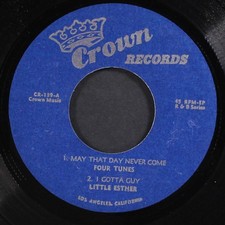 Crown
RECORDS
CR-139-A
Crown Music
45 RPM-EP
R & B Series
1. MAY THAT DAY NEVER COME
FOUR TUNES
2. I GOTTA GUY
LITTLE ESTHER
LOS ANGELES, CALIFORNIA